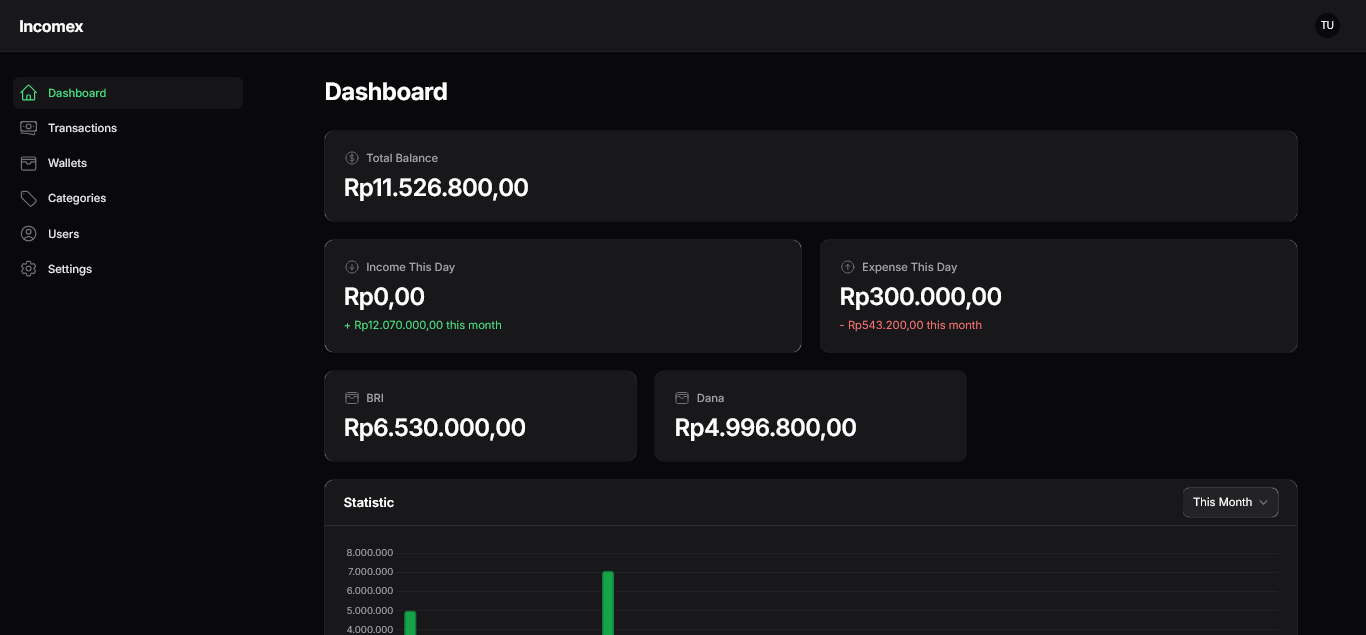 Incomex
TU
Dashboard
Transactions
Wallets
Categories
Users
Settings
Dashboard
Total Balance
Rp11.526.800,00
Income This Day
Rp0,00
+ Rp12.070.000,00 this month
Expense This Day
Rp300.000,00
- Rp543.200,00 this month
BRI
Rp6.530.000,00
Dana
Rp4.996.800,00
Statistic
This Month
8.000.000
7.000.000
6.000.000
5.000.000
4.000.000